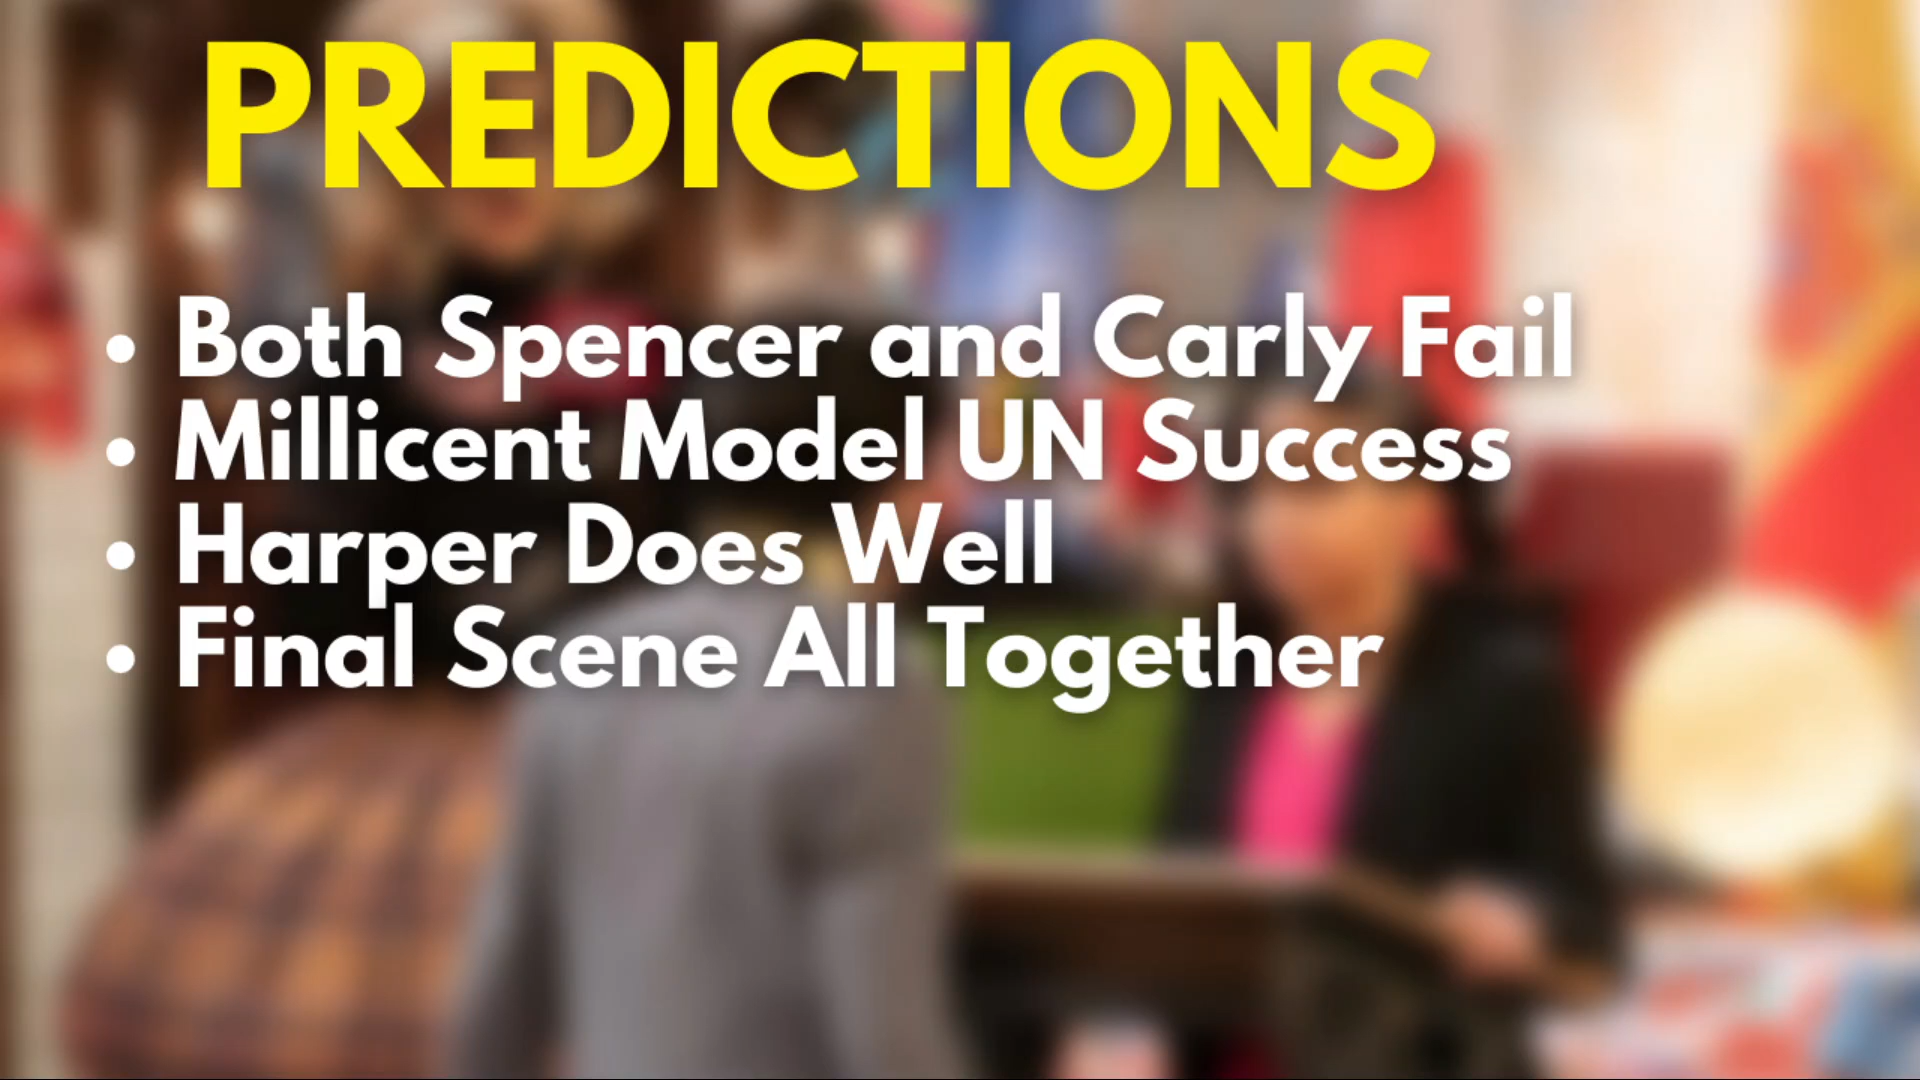 PREDICTIONS
• Both Spencer and Carly Fail
• Millicent Model UN Success
• Harper Does Well
• Final Scene All Together